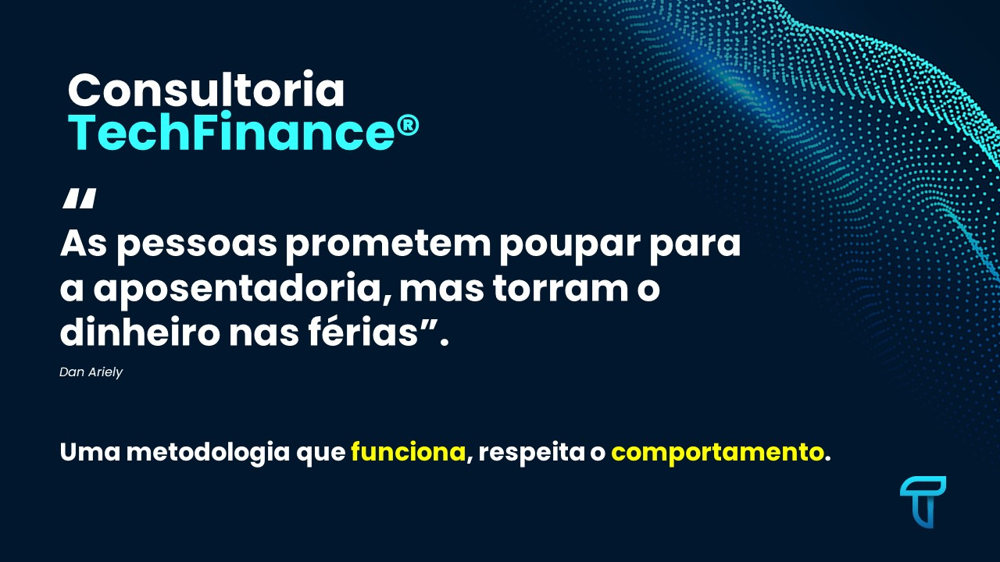 Consultoria
TechFinance®
“
As pessoas prometem poupar para
a aposentadoria, mas torram o
dinheiro nas férias”.
Dan Ariely
Uma metodologia que funciona, respeita o comportamento.